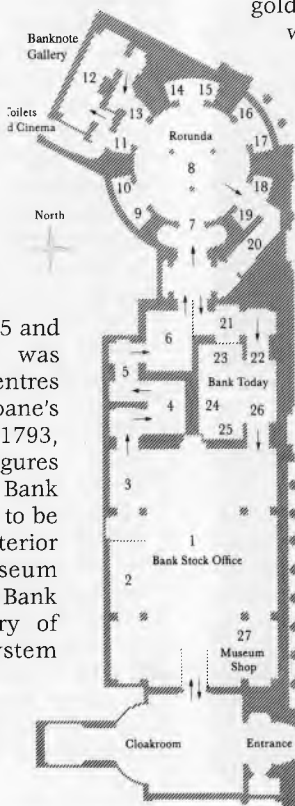 gold
w
Banknote
Gallery
12
14 15
13
16
Toilets
d Cinema
Rotunda
11
17
8
10
18
9
19
7
20
North
5 and
was
entres
oane's
1793,
gures
Bank
to be
terior
seum
Bank
ry of
ystem
21
6
23 22
5
Bank Today
4
24
26
25
3
1
Bank Stock Office
2
27
Museum
Shop
Cloakroom
Entrance